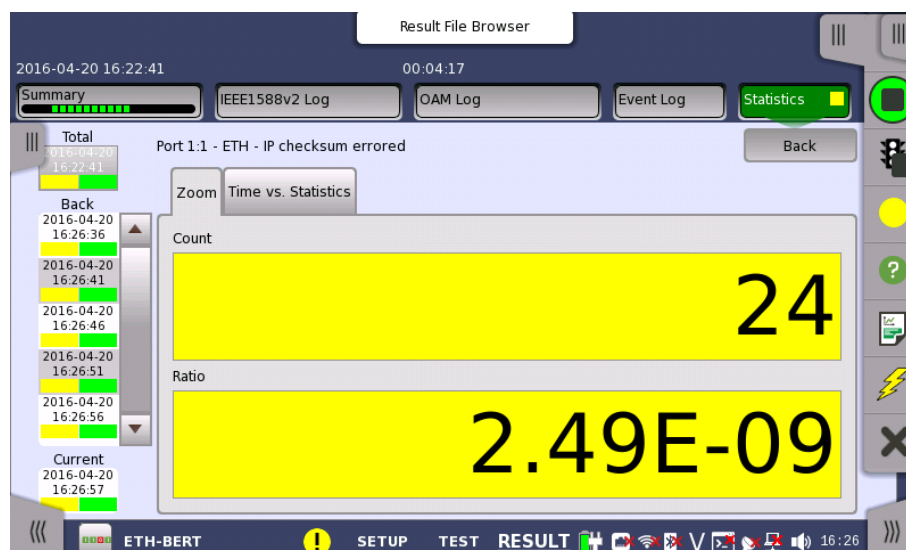 Result File Browser
2016-04-20 16:22:41 00:04:17
Summary IEEE1588v2 Log OAM Log Event Log Statistics
Total
2016-04-20
16:22:41
Port 1:1 - ETH - IP checksum errored
Back
Back
2016-04-20
16:26:36
2016-04-20
16:26:41
2016-04-20
16:26:46
2016-04-20
16:26:51
2016-04-20
16:26:56
Current
2016-04-20
16:26:57
Zoom Time vs. Statistics
Count
24
Ratio
2.49E-09
ETH-BERT SETUP TEST RESULT 16:26